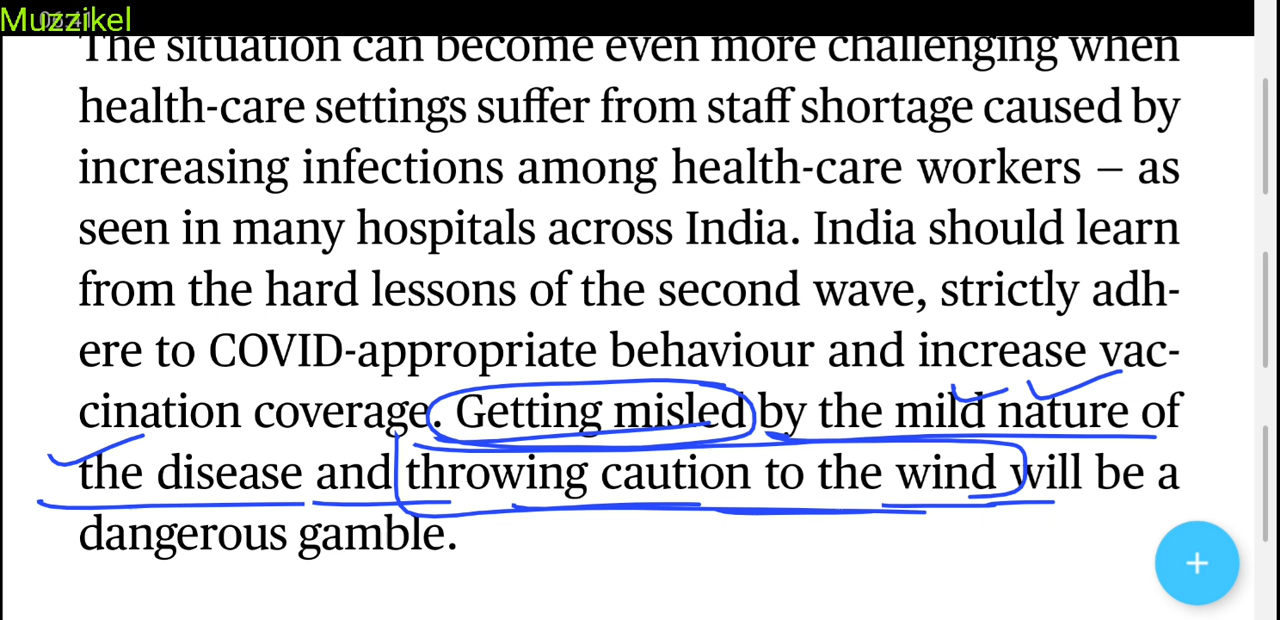 Muzzikel
The situation can become even more challenging when
health-care settings suffer from staff shortage caused by
increasing infections among health-care workers – as
seen in many hospitals across India. India should learn
from the hard lessons of the second wave, strictly adh-
ere to COVID-appropriate behaviour and increase vac-
cination coverage. Getting misled by the mild nature of
the disease and throwing caution to the wind will be a
dangerous gamble.
+